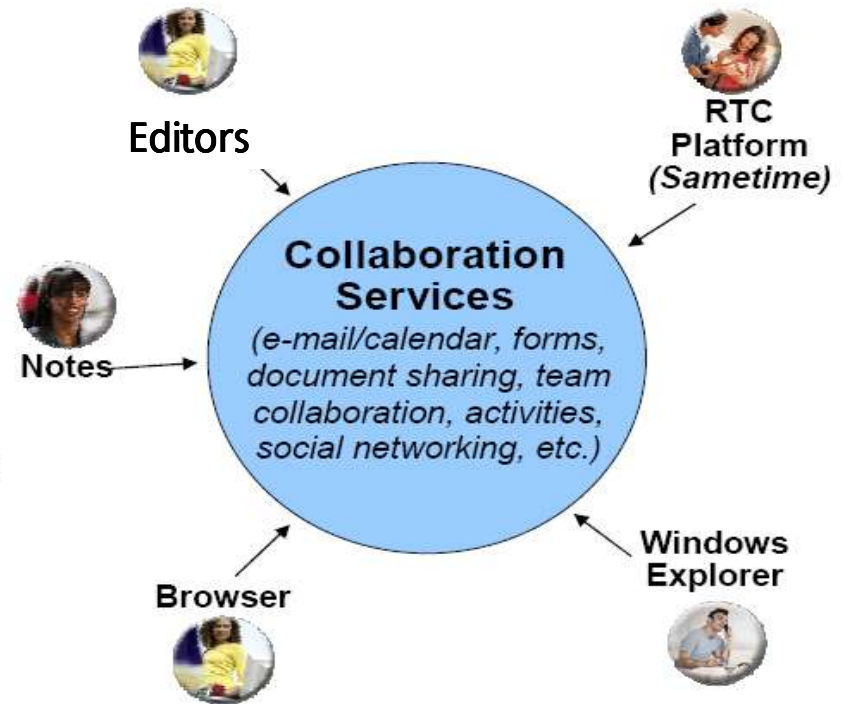 Editors
RTC
Platform
(Sametime)
Collaboration
Services
(e-mail/calendar, forms,
document sharing, team
collaboration, activities,
social networking, etc.)
Notes
Windows
Explorer
Browser